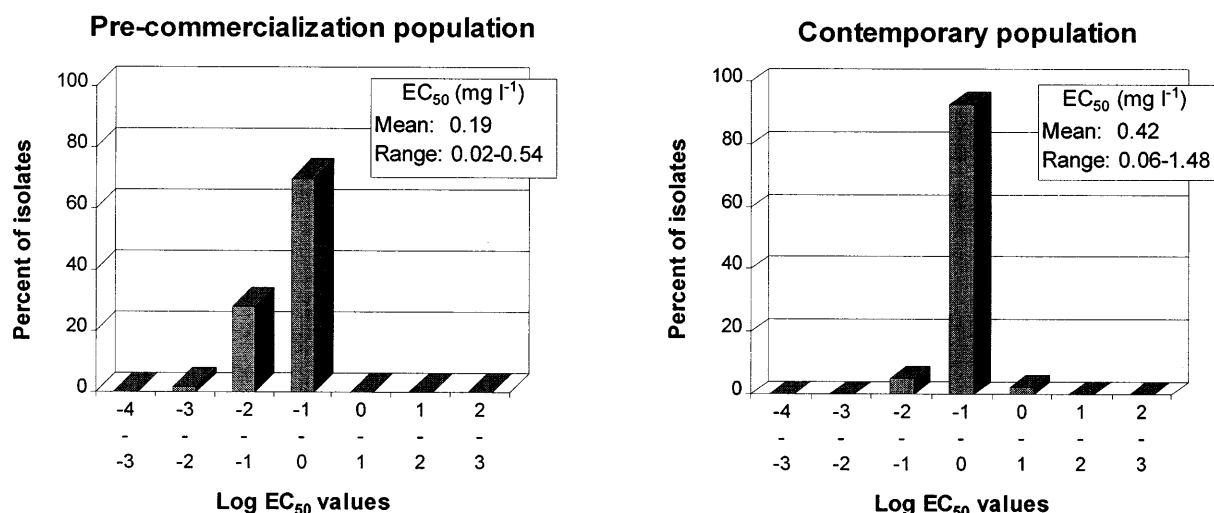 Pre-commercialization population
EC₅₀ (mg l⁻¹)
Mean: 0.19
Range: 0.02-0.54
Percent of isolates
100
80
60
40
20
0
-4 -3 -2 -1 0 1 2
- - - - - - -
-3 -2 -1 0 1 2 3
Log EC₅₀ values
Contemporary population
EC₅₀ (mg l⁻¹)
Mean: 0.42
Range: 0.06-1.48
Percent of isolates
100
80
60
40
20
0
-4 -3 -2 -1 0 1 2
- - - - - - -
-3 -2 -1 0 1 2 3
Log EC₅₀ values